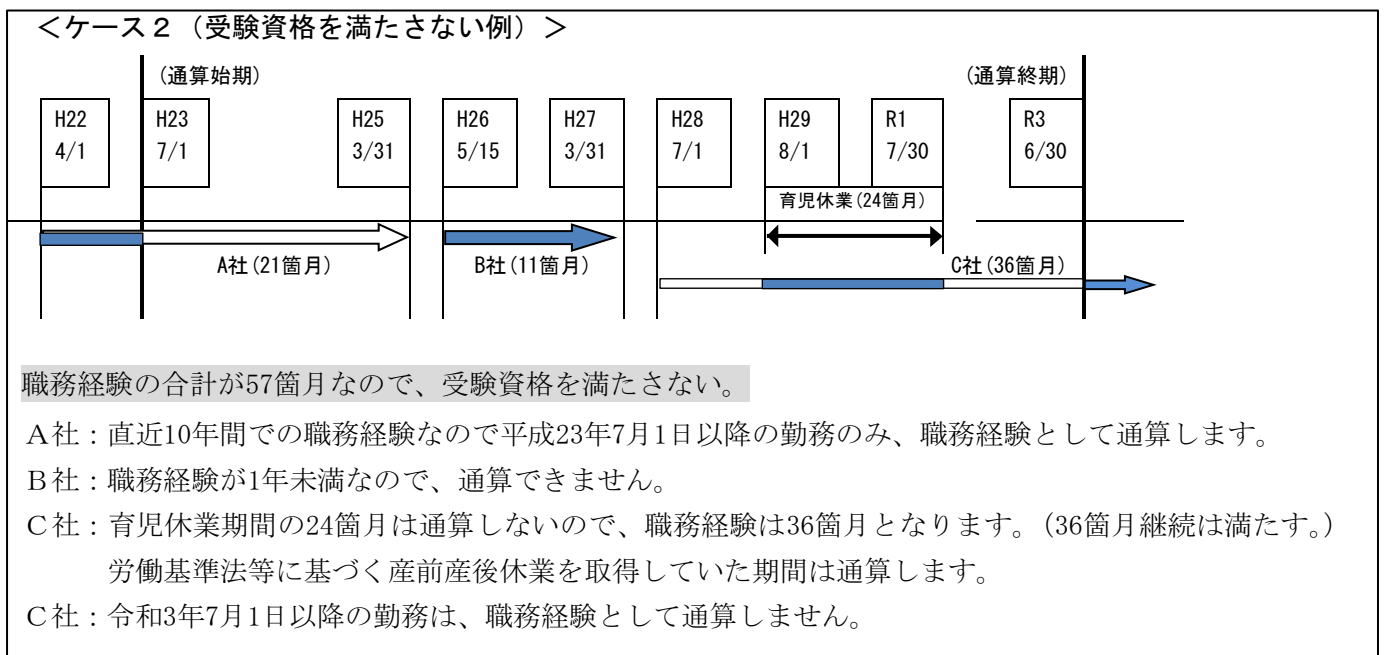 ＜ケース２（受験資格を満たさない例）＞
（通算始期）
（通算終期）
H22 4/1
H23 7/1
H25 3/31
H26 5/15
H27 3/31
H28 7/1
H29 8/1
R1 7/30
R3 6/30
育児休業（24箇月）
A社（21箇月）
B社（11箇月）
C社（36箇月）
職務経験の合計が57箇月なので、受験資格を満たさない。
Ａ社：直近10年間での職務経験なので平成23年7月1日以降の勤務のみ、職務経験として通算します。
Ｂ社：職務経験が1年未満なので、通算できません。
Ｃ社：育児休業期間の24箇月は通算しないので、職務経験は36箇月となります。（36箇月継続は満たす。）
労働基準法等に基づく産前産後休業を取得していた期間は通算します。
Ｃ社：令和3年7月1日以降の勤務は、職務経験として通算しません。